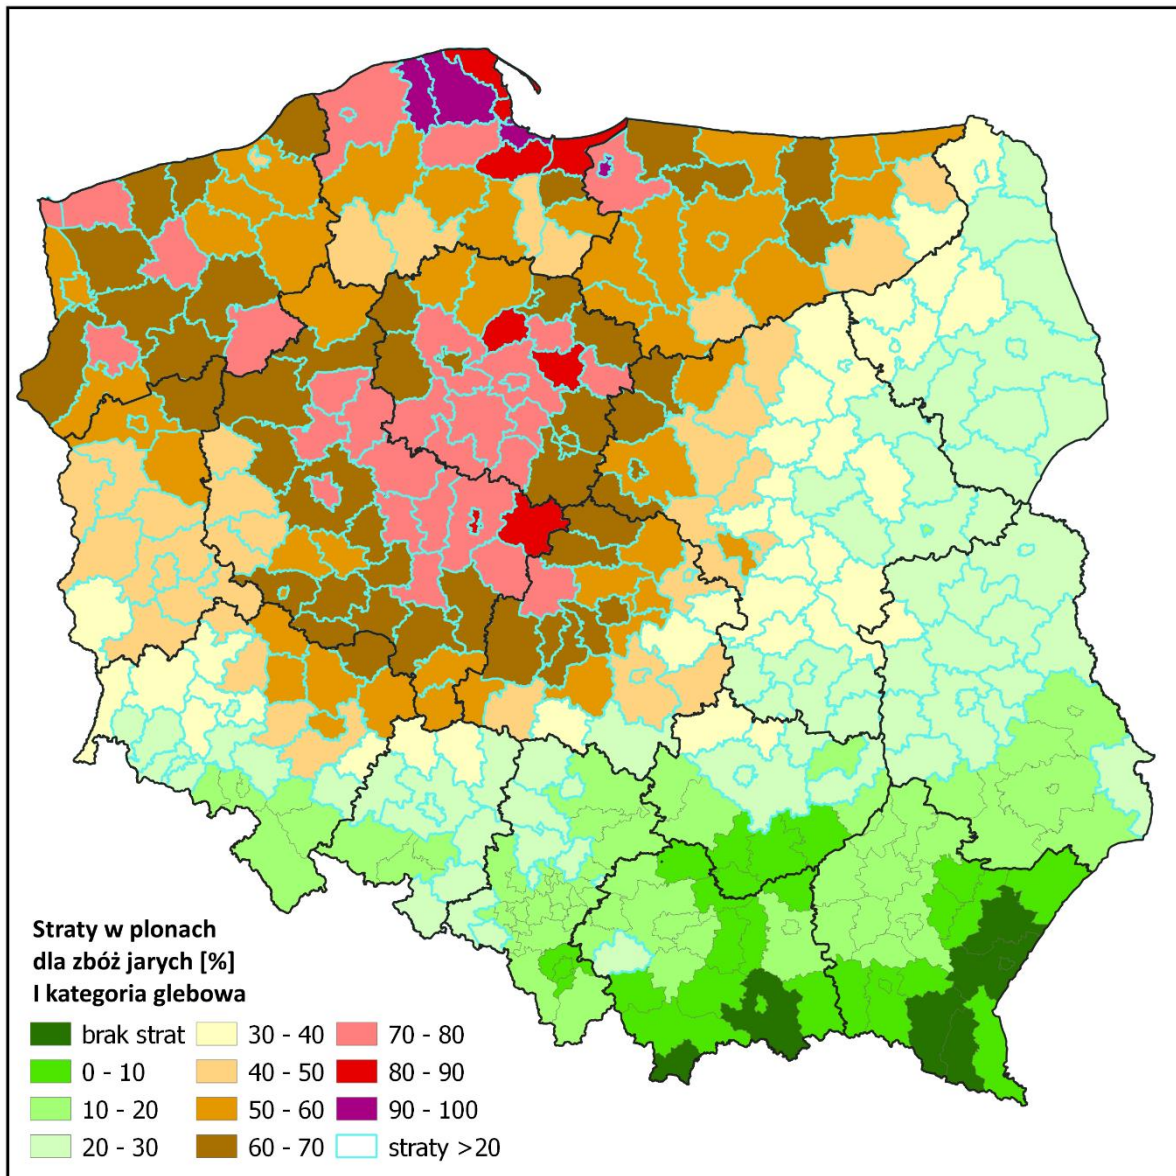 Straty w plonach
dla zbóż jarych [%]
I kategoria glebowa
brak strat
0 - 10
10 - 20
20 - 30
30 - 40
40 - 50
50 - 60
60 - 70
70 - 80
80 - 90
90 - 100
straty >20